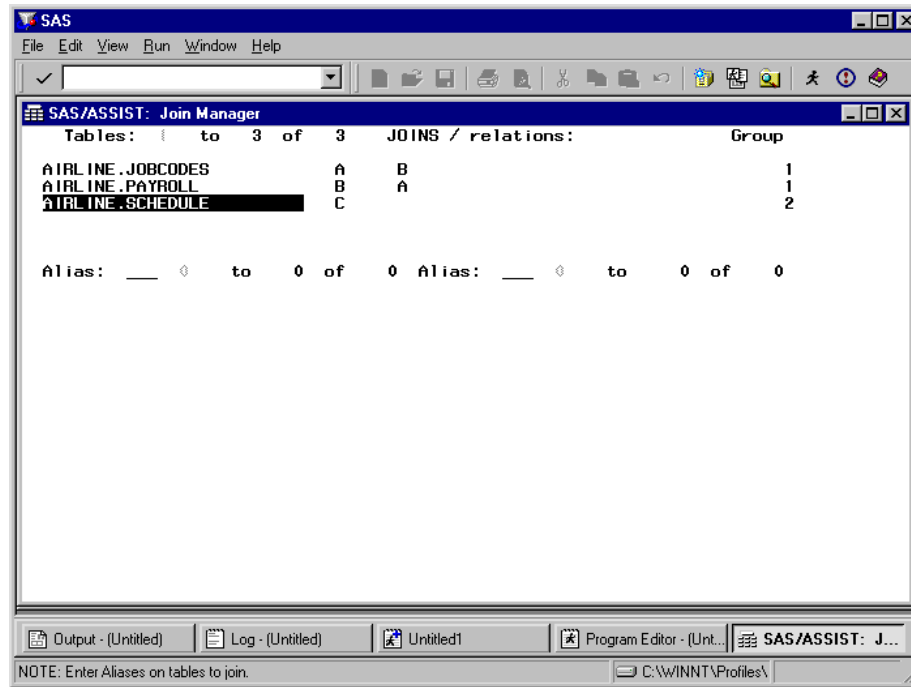 SAS
File Edit View Run Window Help
SAS/ASSIST: Join Manager
Tables: to 3 of 3 JOINS / relations: Group
AIRLINE.JOBCODES A B 1
AIRLINE.PAYROLL B A 1
AIRLINE.SCHEDULE C 2
Alias: ___ 0 to 0 of 0 Alias: ___ 0 to 0 of 0
Output - (Untitled) Log - (Untitled) Untitled1 Program Editor - (Unt... SAS/ASSIST: J...
NOTE: Enter Aliases on tables to join. C:\WINNT\Profiles\